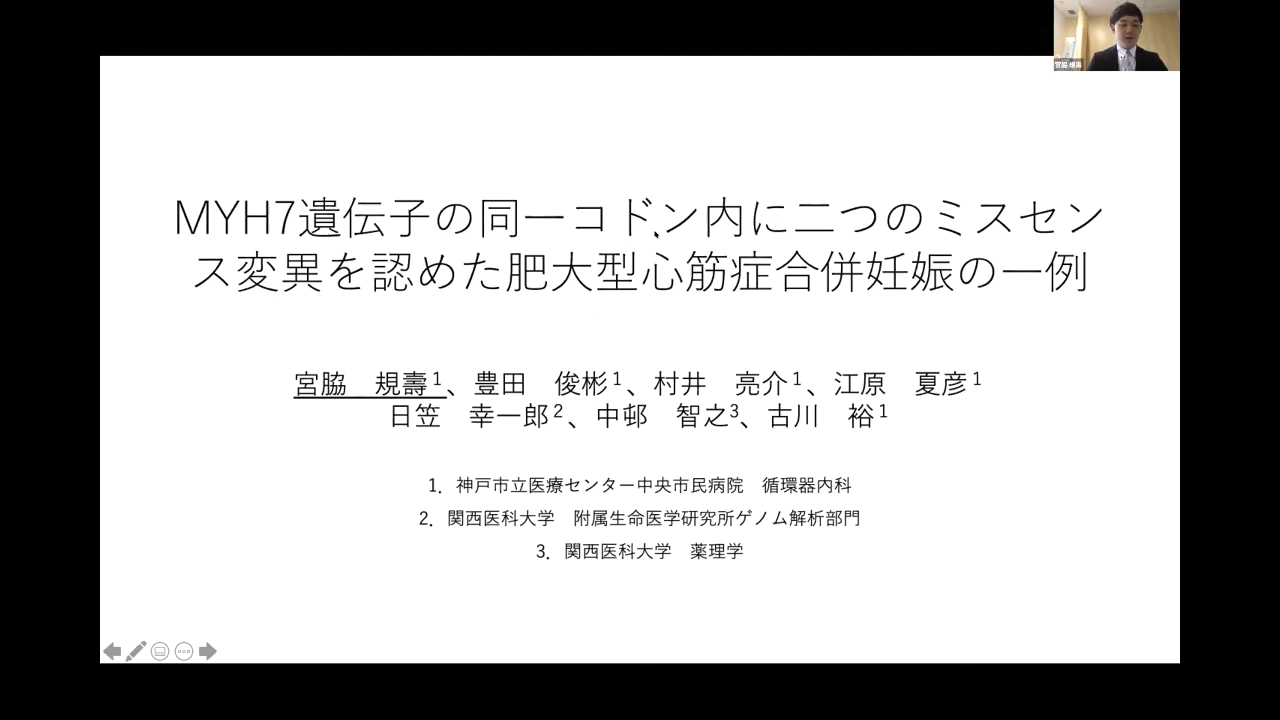 宮脇 規壽
MYH7遺伝子の同一コドン内に二つのミスセン
ス変異を認めた肥大型心筋症合併妊娠の一例
宮脇　規壽1、豊田　俊彬1、村井　亮介1、江原　夏彦1
日笠　幸一郎2、中邨　智之3、古川　裕1
1. 神戸市立医療センター中央市民病院　循環器内科
2. 関西医科大学　附属生命医学研究所ゲノム解析部門
3. 関西医科大学　薬理学